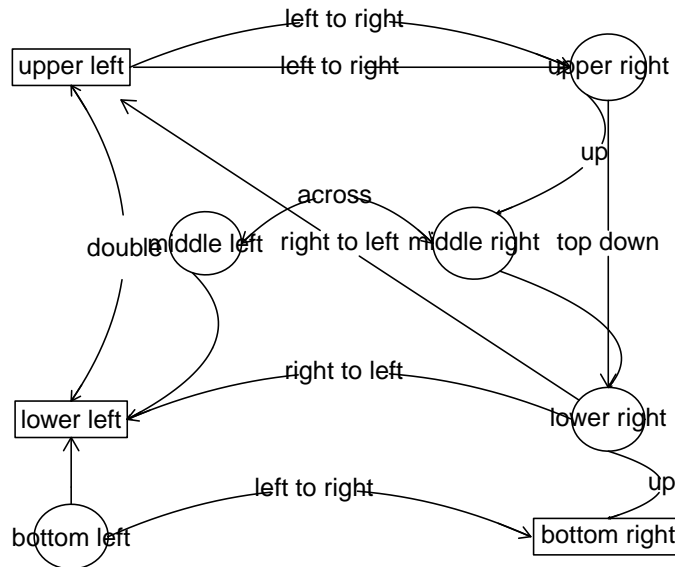 left to right
upper left
left to right
upper right
up
across
double
middle left
right to left
middle right
top down
right to left
lower left
lower right
up
left to right
bottom left
bottom right